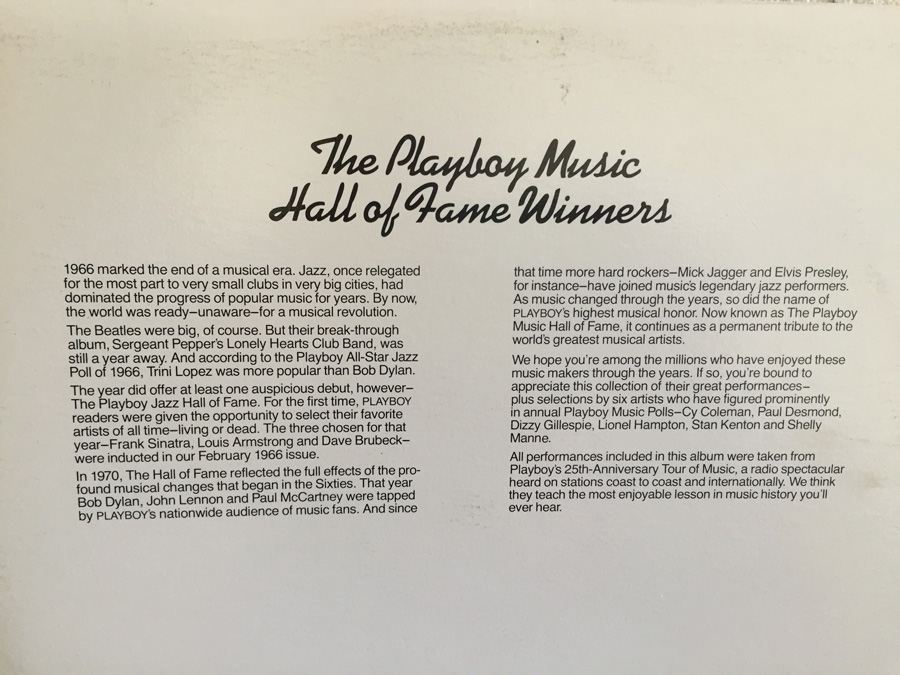 The Playboy Music
Hall of Fame Winners
1966 marked the end of a musical era. Jazz, once relegated
for the most part to very small clubs in very big cities, had
dominated the progress of popular music for years. By now,
the world was ready–unaware–for a musical revolution.
The Beatles were big, of course. But their break-through
album, Sergeant Pepper's Lonely Hearts Club Band, was
still a year away. And according to the Playboy All-Star Jazz
Poll of 1966, Trini Lopez was more popular than Bob Dylan.
The year did offer at least one auspicious debut, however–
The Playboy Jazz Hall of Fame. For the first time, PLAYBOY
readers were given the opportunity to select their favorite
artists of all time–living or dead. The three chosen for that
year–Frank Sinatra, Louis Armstrong and Dave Brubeck–
were inducted in our February 1966 issue.
In 1970, The Hall of Fame reflected the full effects of the pro-
found musical changes that began in the Sixties. That year
Bob Dylan, John Lennon and Paul McCartney were tapped
by PLAYBOY's nationwide audience of music fans. And since
that time more hard rockers–Mick Jagger and Elvis Presley,
for instance–have joined music's legendary jazz performers.
As music changed through the years, so did the name of
PLAYBOY's highest musical honor. Now known as The Playboy
Music Hall of Fame, it continues as a permanent tribute to the
world's greatest musical artists.
We hope you're among the millions who have enjoyed these
music makers through the years. If so, you're bound to
appreciate this collection of their great performances–
plus selections by six artists who have figured prominently
in annual Playboy Music Polls–Cy Coleman, Paul Desmond,
Dizzy Gillespie, Lionel Hampton, Stan Kenton and Shelly
Manne.
All performances included in this album were taken from
Playboy's 25th-Anniversary Tour of Music, a radio spectacular
heard on stations coast to coast and internationally. We think
they teach the most enjoyable lesson in music history you'll
ever hear.